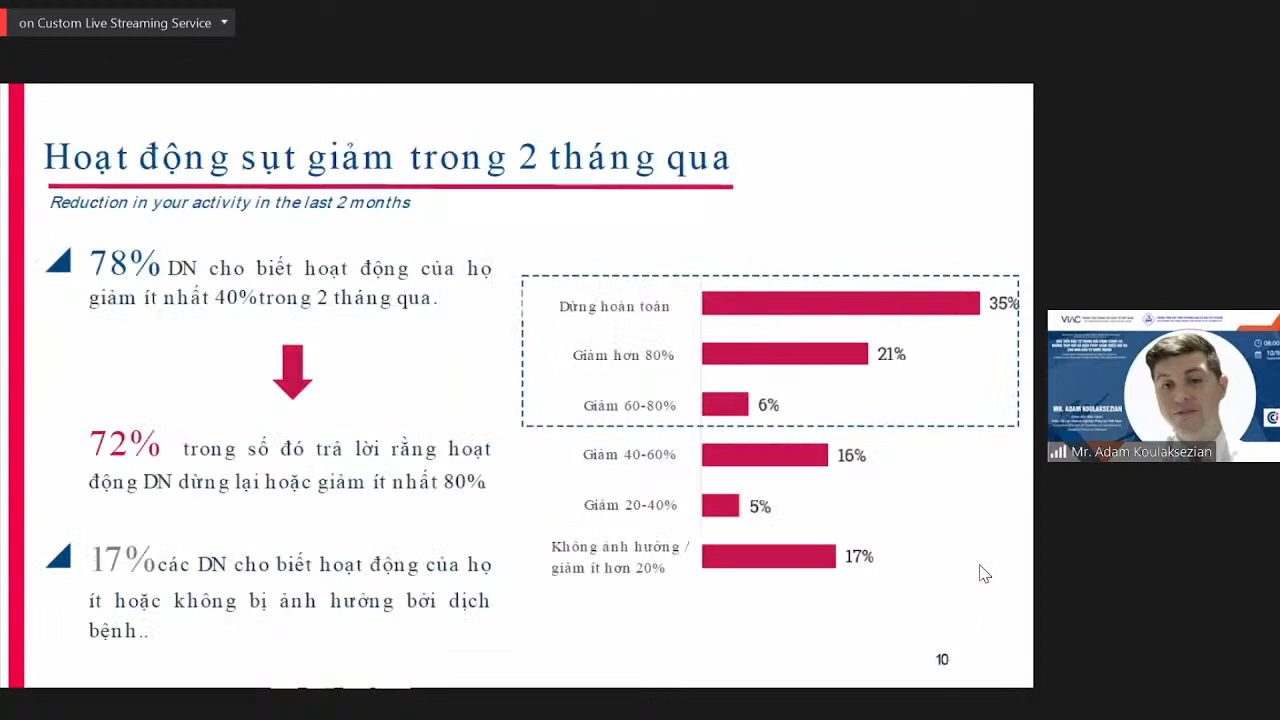 on Custom Live Streaming Service
Hoạt động sụt giảm trong 2 tháng qua
Reduction in your activity in the last 2 months
78% DN cho biết hoạt động của họ
giảm ít nhất 40%trong 2 tháng qua.
72% trong số đó trả lời rằng hoạt
động DN dừng lại hoặc giảm ít nhất 80%
17%các DN cho biết hoạt động của họ
ít hoặc không bị ảnh hưởng bởi dịch
bệnh..
Dừng hoàn toàn 35%
Giảm hơn 80% 21%
Giảm 60-80% 6%
Giảm 40-60% 16%
Giảm 20-40% 5%
Không ảnh hưởng /
giảm ít hơn 20% 17%
10
VIAC
08:00
10/9
MR. ADAM KOULAKSEZIAN
Mr. Adam Koulaksezian